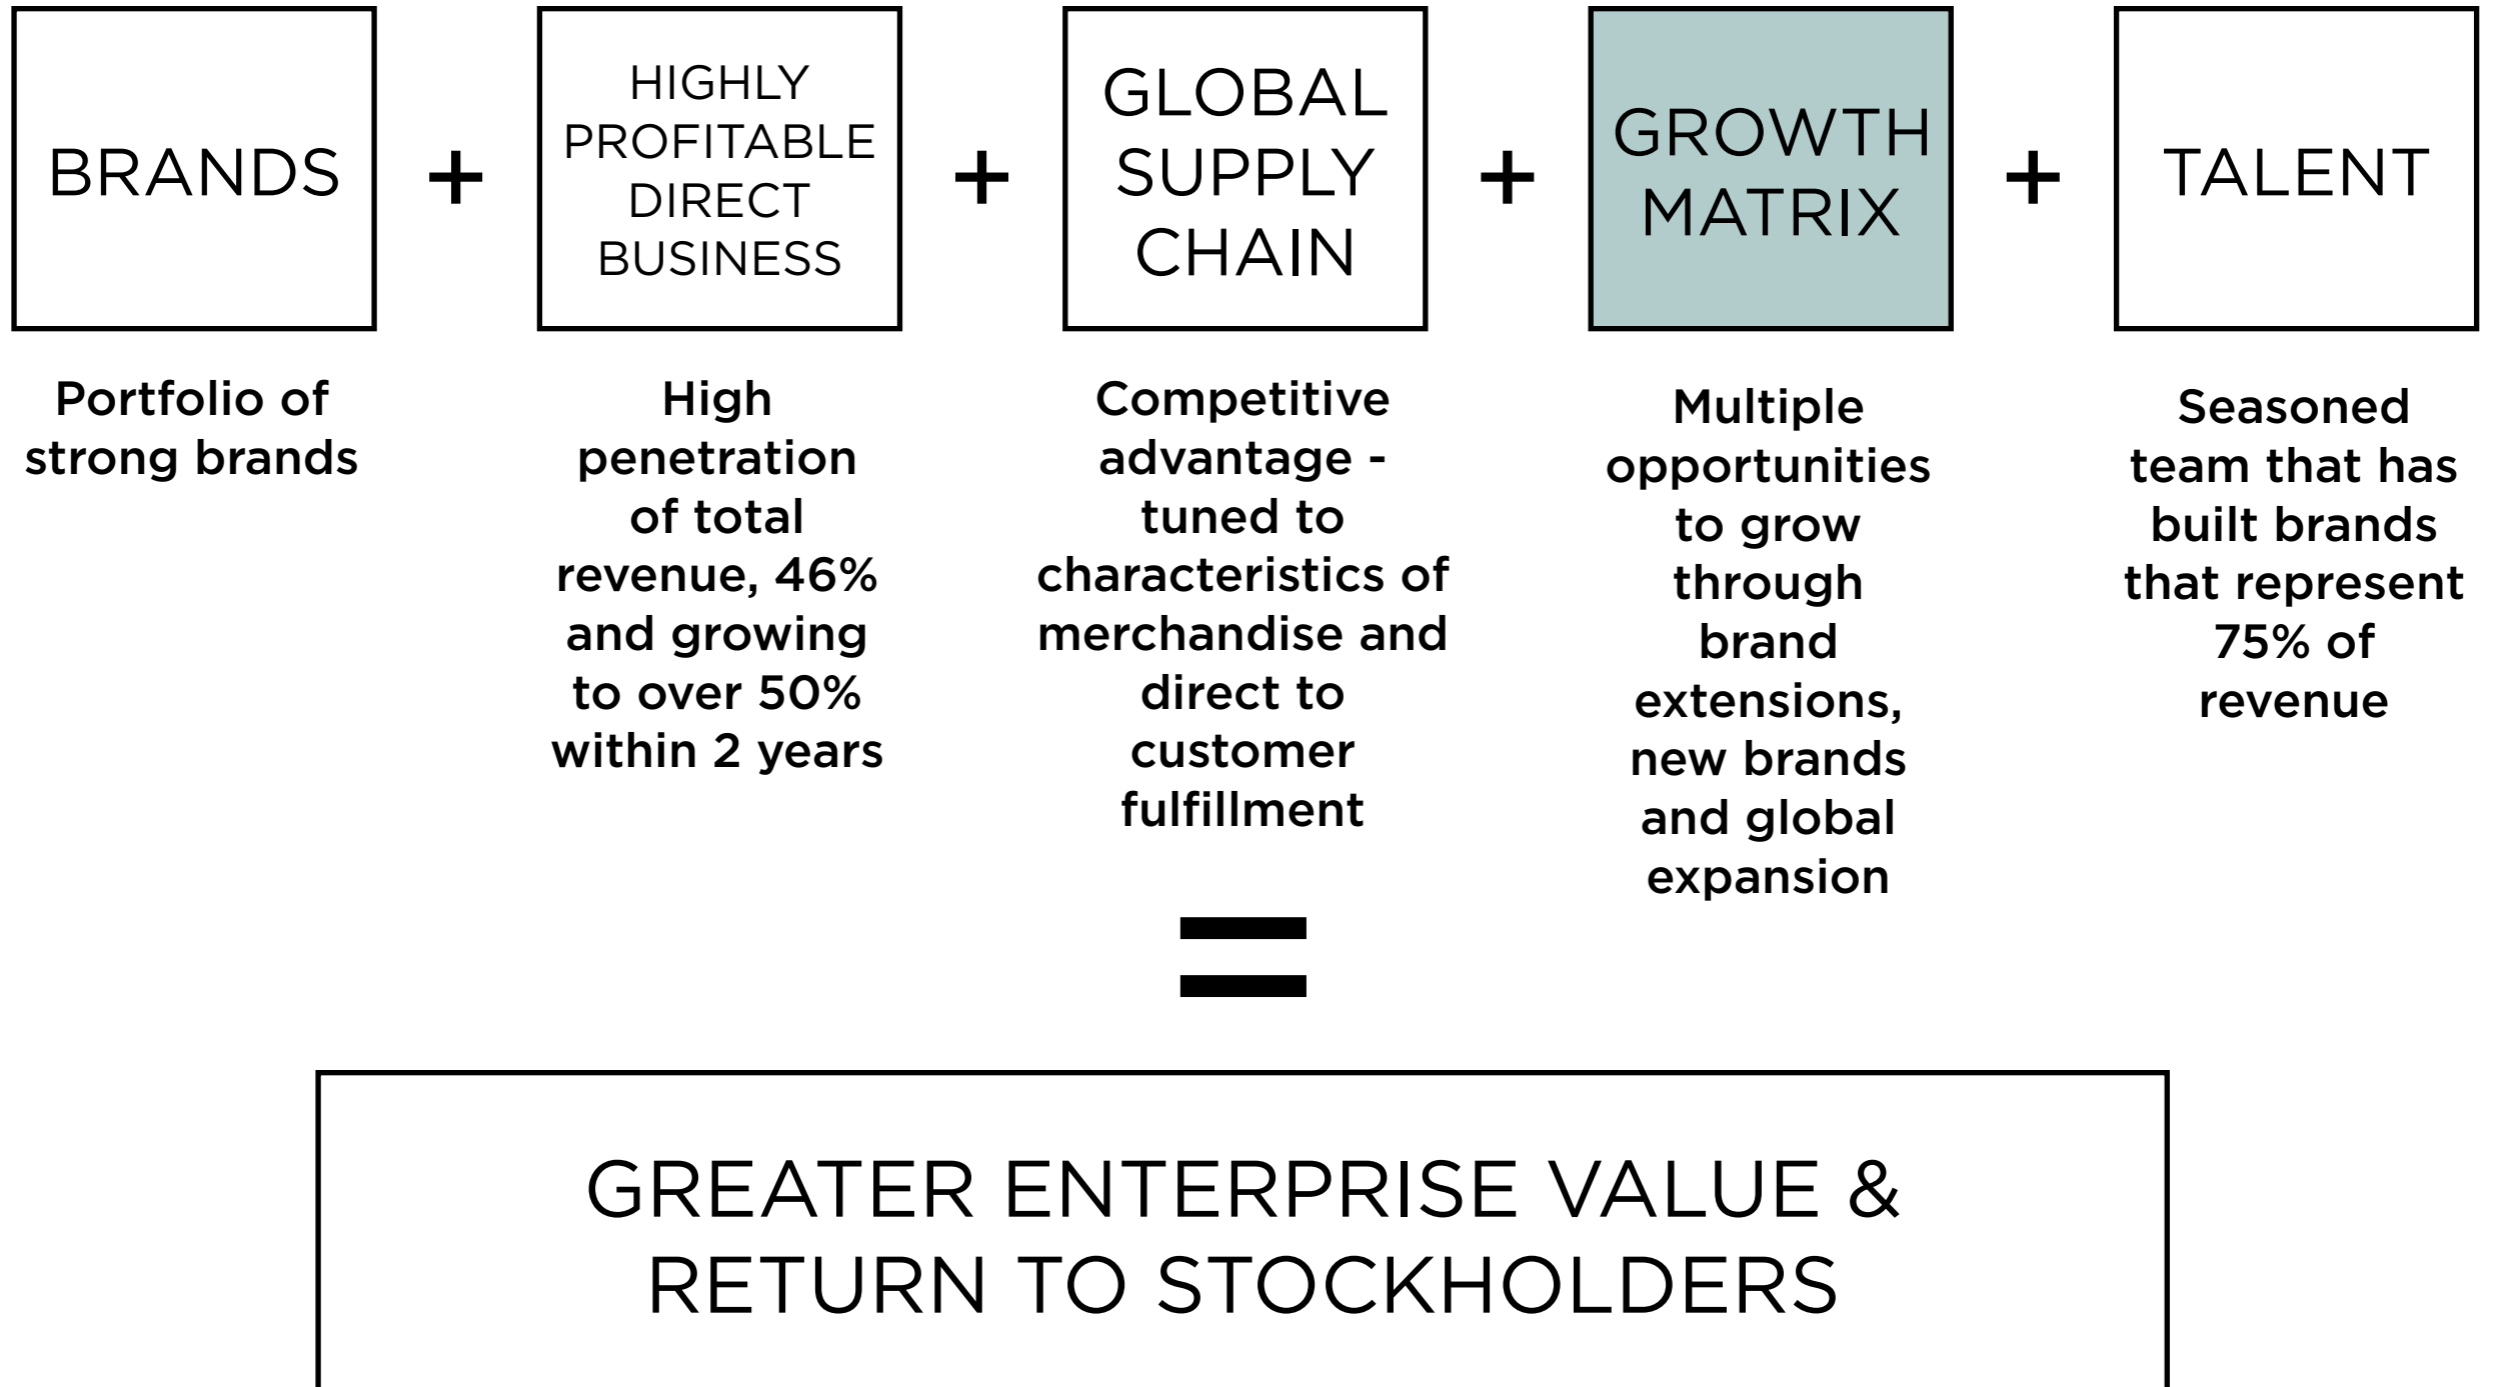 BRANDS
+
HIGHLY
PROFITABLE
DIRECT
BUSINESS
+
GLOBAL
SUPPLY
CHAIN
+
GROWTH
MATRIX
+
TALENT
Portfolio of
strong brands
High
penetration
of total
revenue, 46%
and growing
to over 50%
within 2 years
Competitive
advantage -
tuned to
characteristics of
merchandise and
direct to
customer
fulfillment
Multiple
opportunities
to grow
through
brand
extensions,
new brands
and global
expansion
Seasoned
team that has
built brands
that represent
75% of
revenue
=
GREATER ENTERPRISE VALUE &
RETURN TO STOCKHOLDERS